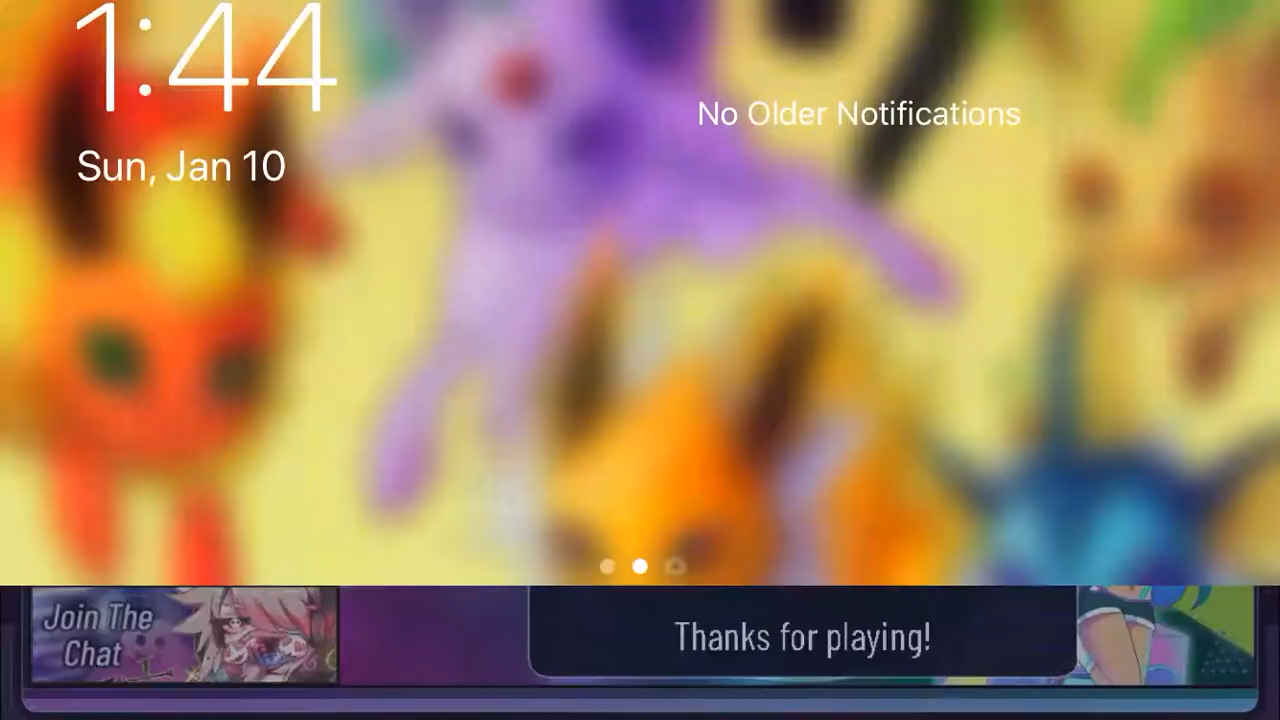 1:44
Sun, Jan 10
No Older Notifications
Join The
Chat
Thanks for playing!